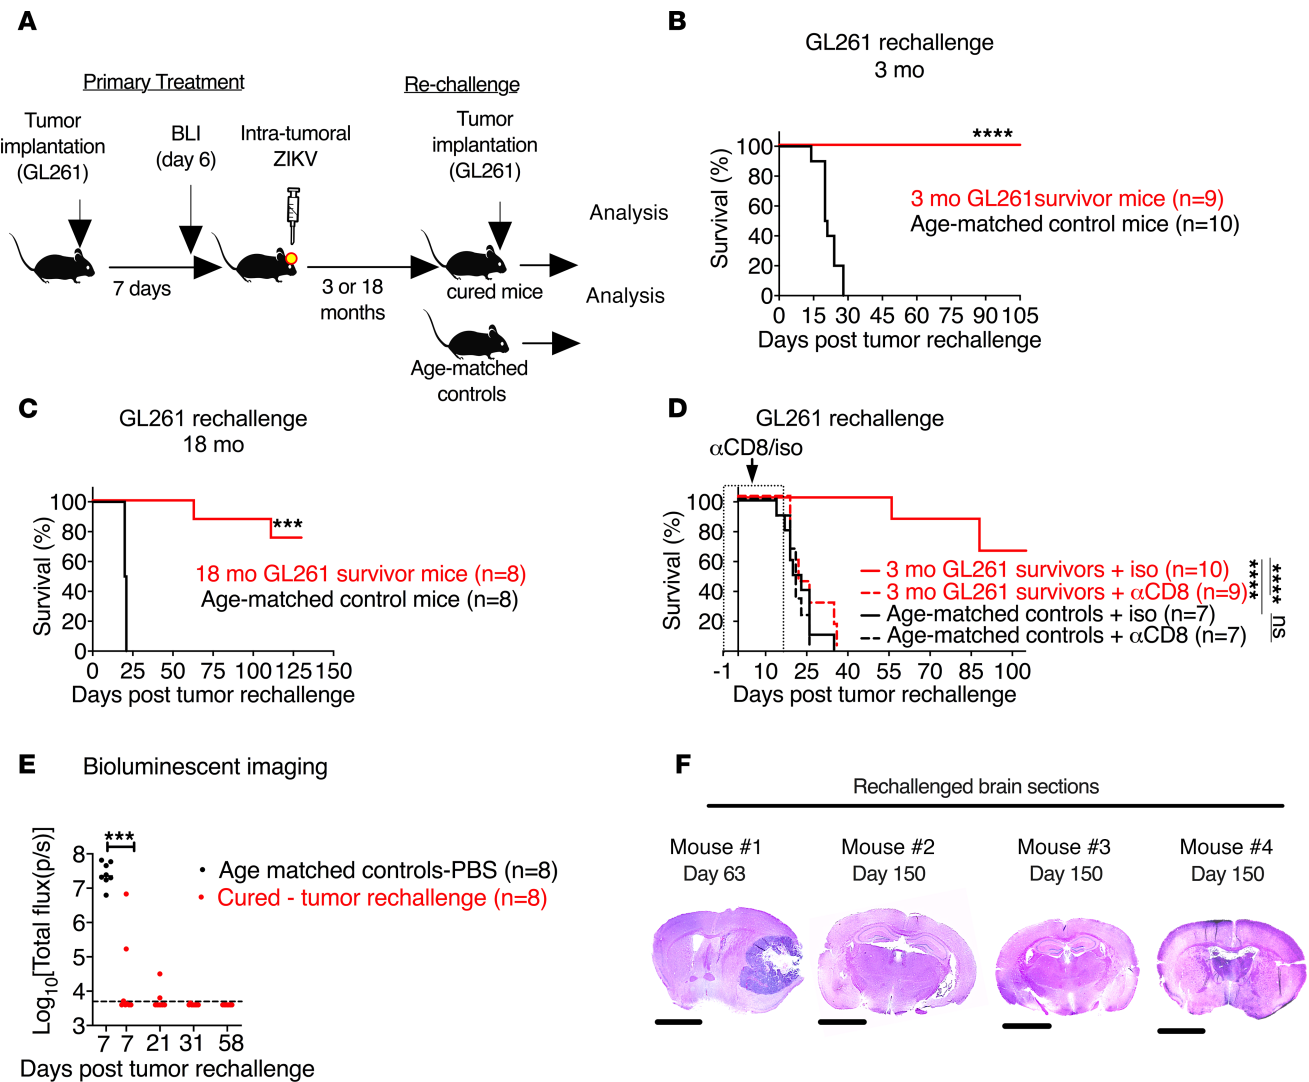 A
Primary Treatment
Re-challenge
Tumor
implantation
(GL261)
BLI
(day 6)
Intra-tumoral
ZIKV
Tumor
implantation
(GL261)
7 days
3 or 18
months
cured mice
Analysis
Analysis
Age-matched
controls
B
GL261 rechallenge
3 mo
Survival (%)
100
80
60
40
20
0
****
3 mo GL261survivor mice (n=9)
Age-matched control mice (n=10)
0 15 30 45 60 75 90 105
Days post tumor rechallenge
C
GL261 rechallenge
18 mo
Survival (%)
100
80
60
40
20
0
***
18 mo GL261 survivor mice (n=8)
Age-matched control mice (n=8)
0 25 50 75 100 125 150
Days post tumor rechallenge
D
GL261 rechallenge
αCD8/iso
Survival (%)
100
80
60
40
20
3 mo GL261 survivors + iso (n=10)
3 mo GL261 survivors + αCD8 (n=9)
Age-matched controls + iso (n=7)
Age-matched controls + αCD8 (n=7)
****
****
ns
-1 10 25 40 55 70 85 100
Days post tumor rechallenge
E
Bioluminescent imaging
Log10[Total flux(p/s)]
8
7
6
5
4
3
***
Age matched controls-PBS (n=8)
Cured - tumor rechallenge (n=8)
7 7 21 31 58
Days post tumor rechallenge
F
Rechallenged brain sections
Mouse #1
Day 63
Mouse #2
Day 150
Mouse #3
Day 150
Mouse #4
Day 150